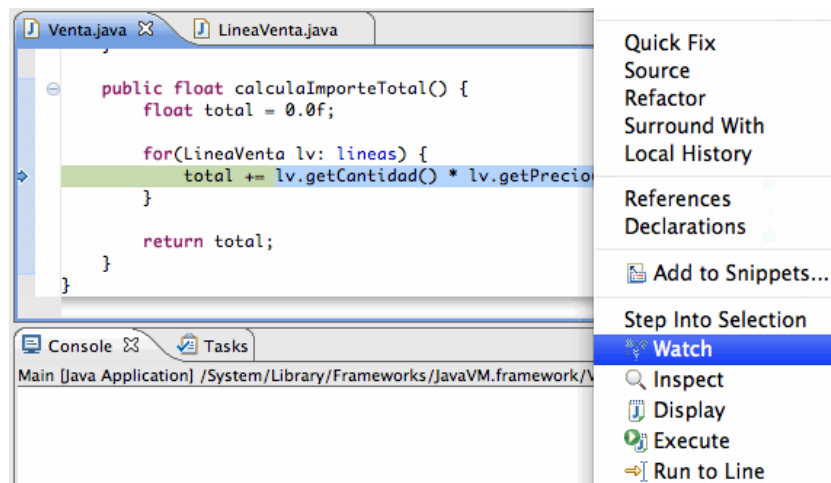 Venta.java
LineaVenta.java
}
public float calculaImporteTotal() {
float total = 0.0f;
for(LineaVenta lv: lineas) {
total += lv.getCantidad() * lv.getPrecio
}
return total;
}
}
Console
Tasks
Main [Java Application] /System/Library/Frameworks/JavaVM.framework/V
Quick Fix
Source
Refactor
Surround With
Local History
References
Declarations
Add to Snippets...
Step Into Selection
Watch
Inspect
Display
Execute
Run to Line